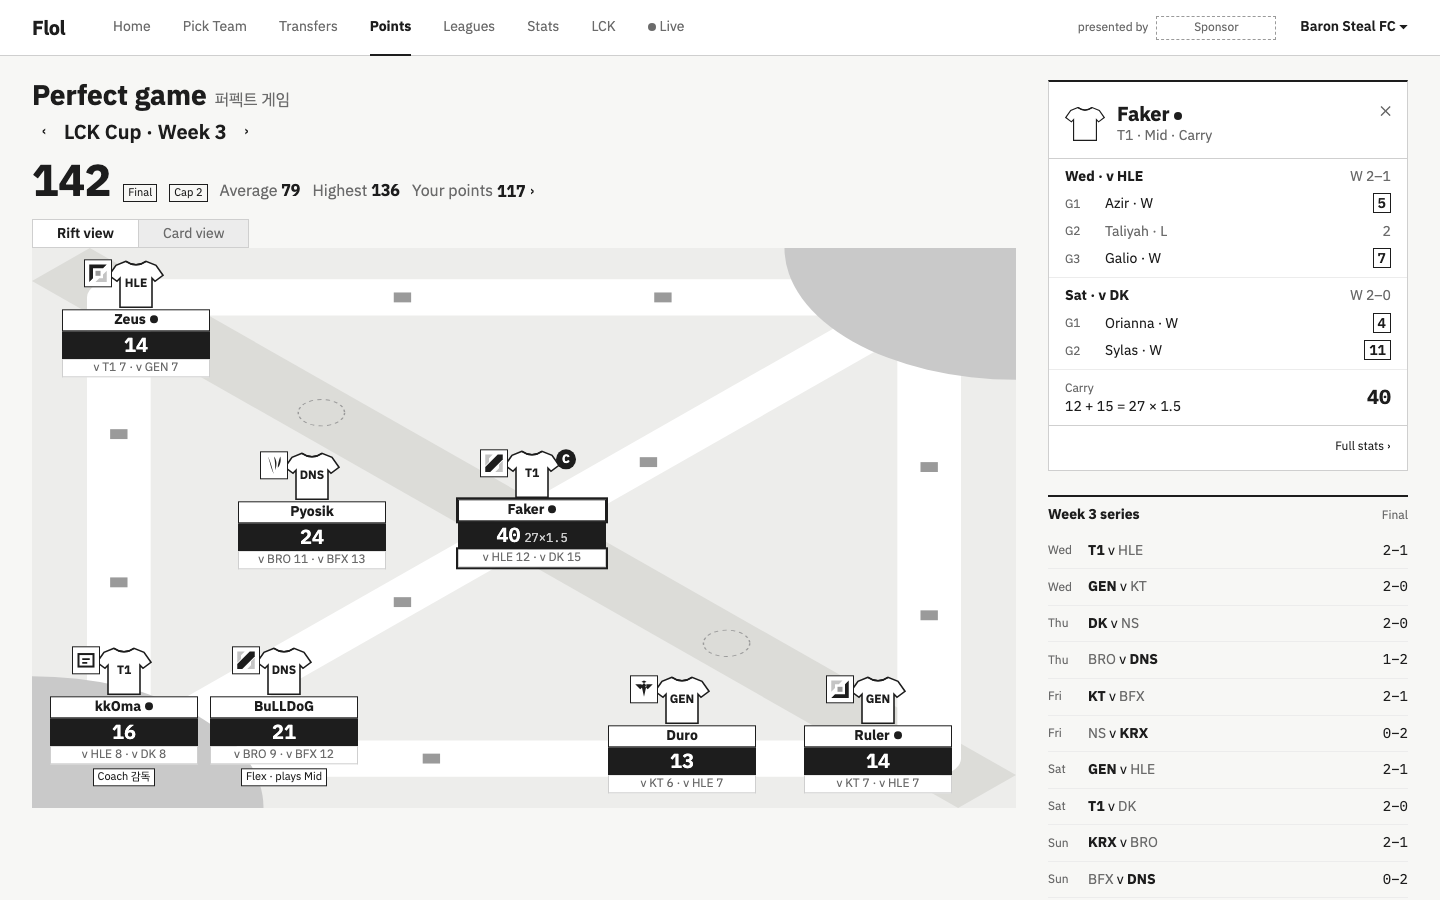 Flol
Home
Pick Team
Transfers
Points
Leagues
Stats
LCK
Live
presented by
Sponsor
Baron Steal FC
Perfect game 퍼펙트 게임
‹ LCK Cup · Week 3 ›
142 Final Cap 2 Average 79 Highest 136 Your points 117 ›
Rift view
Card view
HLE
Zeus
14
v T1 7 · v GEN 7
DNS
Pyosik
24
v BRO 11 · v BFX 13
T1
C
Faker
40 27×1.5
v HLE 12 · v DK 15
T1
kkOma
16
v HLE 8 · v DK 8
Coach 감독
DNS
BuLLDoG
21
v BRO 9 · v BFX 12
Flex · plays Mid
GEN
Duro
13
v KT 6 · v HLE 7
GEN
Ruler
14
v KT 7 · v HLE 7
Faker
T1 · Mid · Carry
×
Wed · v HLE W 2–1
G1 Azir · W 5
G2 Taliyah · L 2
G3 Galio · W 7
Sat · v DK W 2–0
G1 Orianna · W 4
G2 Sylas · W 11
Carry
12 + 15 = 27 × 1.5 40
Full stats ›
Week 3 series Final
Wed T1 v HLE 2–1
Wed GEN v KT 2–0
Thu DK v NS 2–0
Thu BRO v DNS 1–2
Fri KT v BFX 2–1
Fri NS v KRX 0–2
Sat GEN v HLE 2–1
Sat T1 v DK 2–0
Sun KRX v BRO 2–1
Sun BFX v DNS 0–2